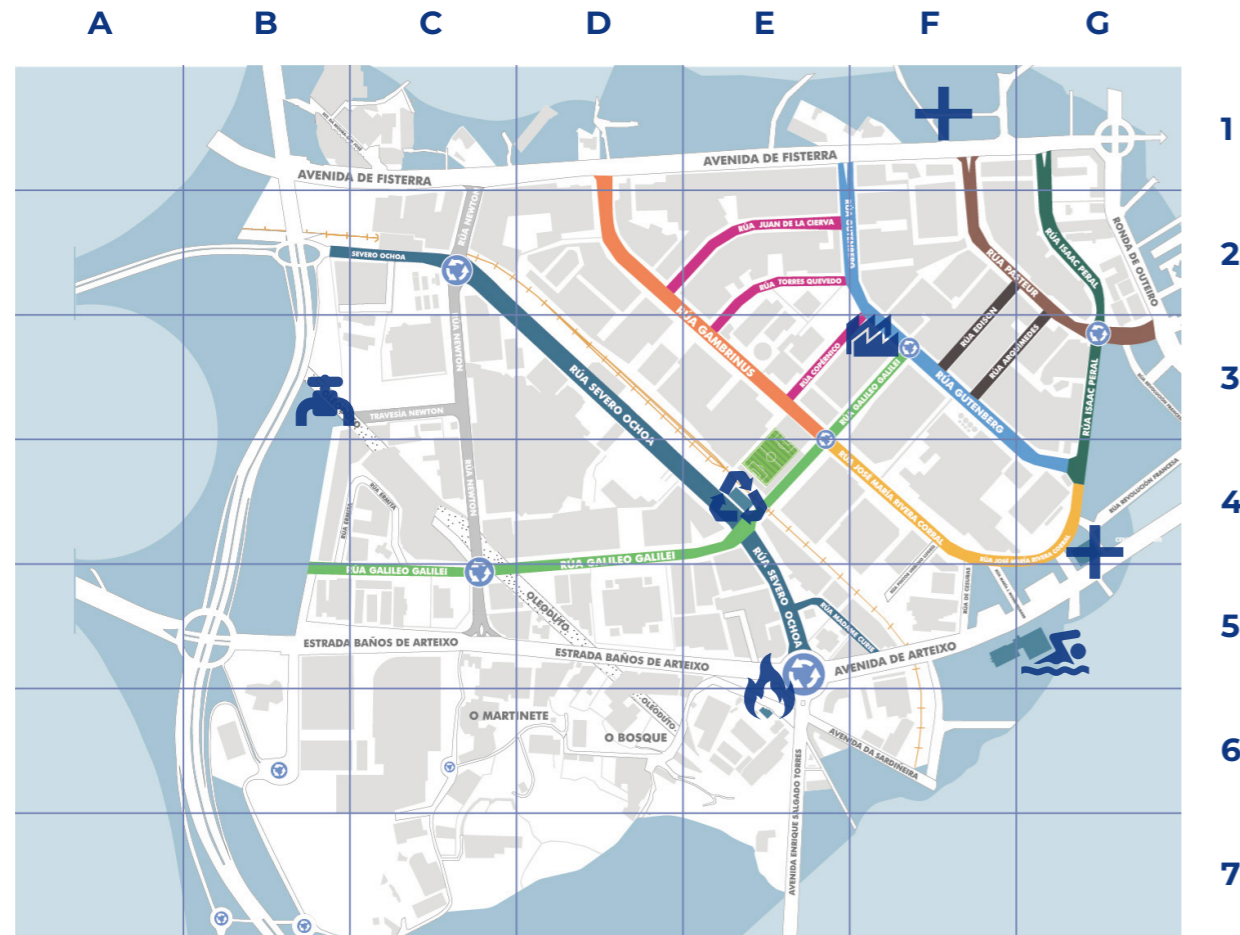 A B C D E F G
1
AVENIDA DE FISTERRA
AVENIDA DE FISTERRA
RÚA NEWTON
RÚA JUAN DE LA CIERVA
RÚA GUTENBERG
RÚA ISAAC PERAL
RONDA DE OUTEIRO
2
SEVERO OCHOA
RÚA TORRES QUEVEDO
RÚA PASTEUR
RÚA GAMBRINUS
RÚA EDISON
RÚA ARQUIMEDES
RÚA NEWTON
RÚA COPÉRNICO
3
RÚA SEVERO OCHOA
RÚA GALILEO GALILEI
RÚA GUTENBERG
RÚA ISAAC PERAL
TRAVESÍA NEWTON
RÚA NEWTON
RÚA JOSÉ MARÍA RIVERA CORRAL
RÚA REVOLUCIÓN FRANCESA
4
RÚA ERMITA
RÚA JOSÉ MARÍA RIVERA CORRAL
RÚA GALILEO GALILEI
RÚA GALILEO GALILEI
RÚA SEVERO OCHOA
OLEODUTO
RÚA MADAME CURIE
5
ESTRADA BAÑOS DE ARTEIXO
ESTRADA BAÑOS DE ARTEIXO
AVENIDA DE ARTEIXO
O MARTINETE
OLEODUTO
O BOSQUE
AVENIDA DA SARDIÑEIRA
6
AVENIDA ENRIQUE SALGADO TORRES
7